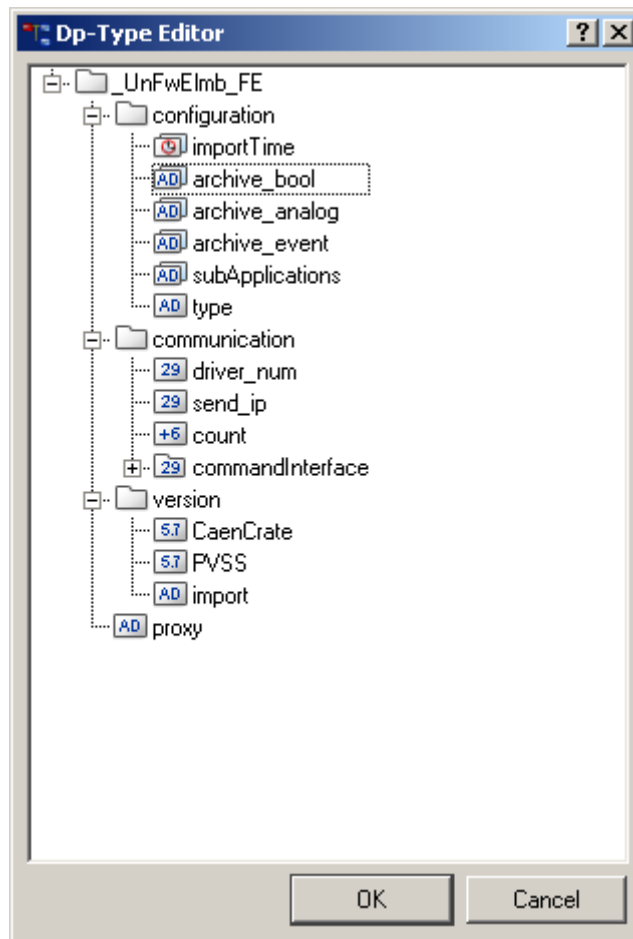 Dp-Type Editor
_UnFwElmb_FE
configuration
importTime
AD archive_bool
AD archive_analog
AD archive_event
AD subApplications
AD type
communication
29 driver_num
29 send_ip
+6 count
29 commandInterface
version
5.7 CaenCrate
5.7 PVSS
AD import
AD proxy
OK Cancel